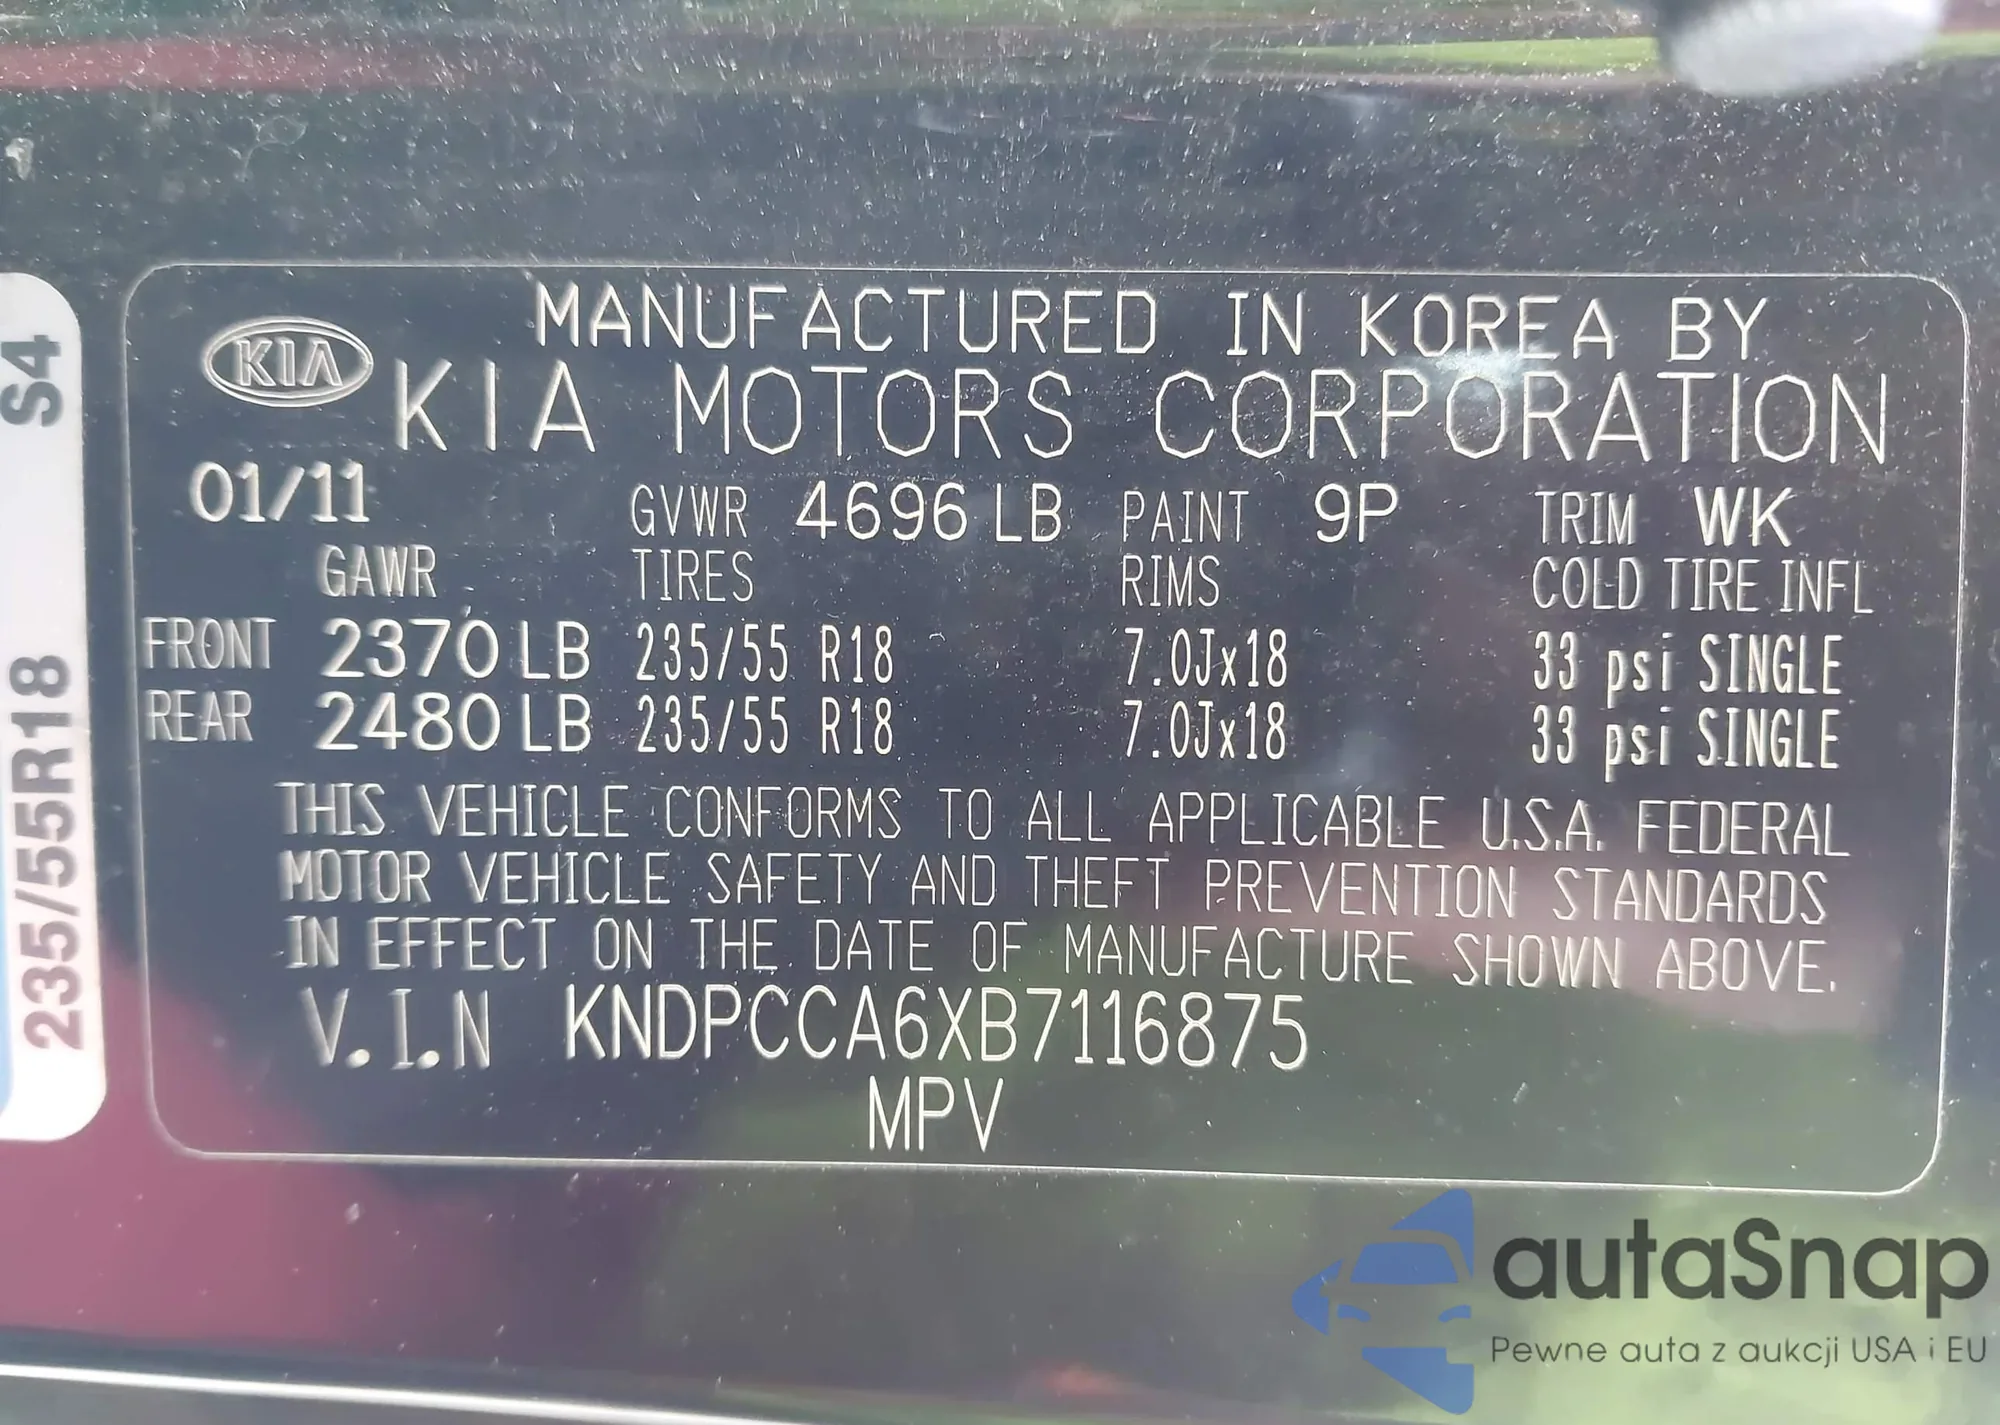 KIA
MANUFACTURED IN KOREA BY
KIA MOTORS CORPORATION
01/11 GVWR 4696 LB PAINT 9P TRIM WK
GAWR TIRES RIMS COLD TIRE INFL
FRONT 2370 LB 235/55 R18 7.0Jx18 33 psi SINGLE
REAR 2480 LB 235/55 R18 7.0Jx18 33 psi SINGLE
THIS VEHICLE CONFORMS TO ALL APPLICABLE U.S.A. FEDERAL
MOTOR VEHICLE SAFETY AND THEFT PREVENTION STANDARDS
IN EFFECT ON THE DATE OF MANUFACTURE SHOWN ABOVE.
V.I.N KNDPCCA6XB7116875
MPV
235/55R18 S4
autaSnap
Pewne auta z aukcji USA i EU